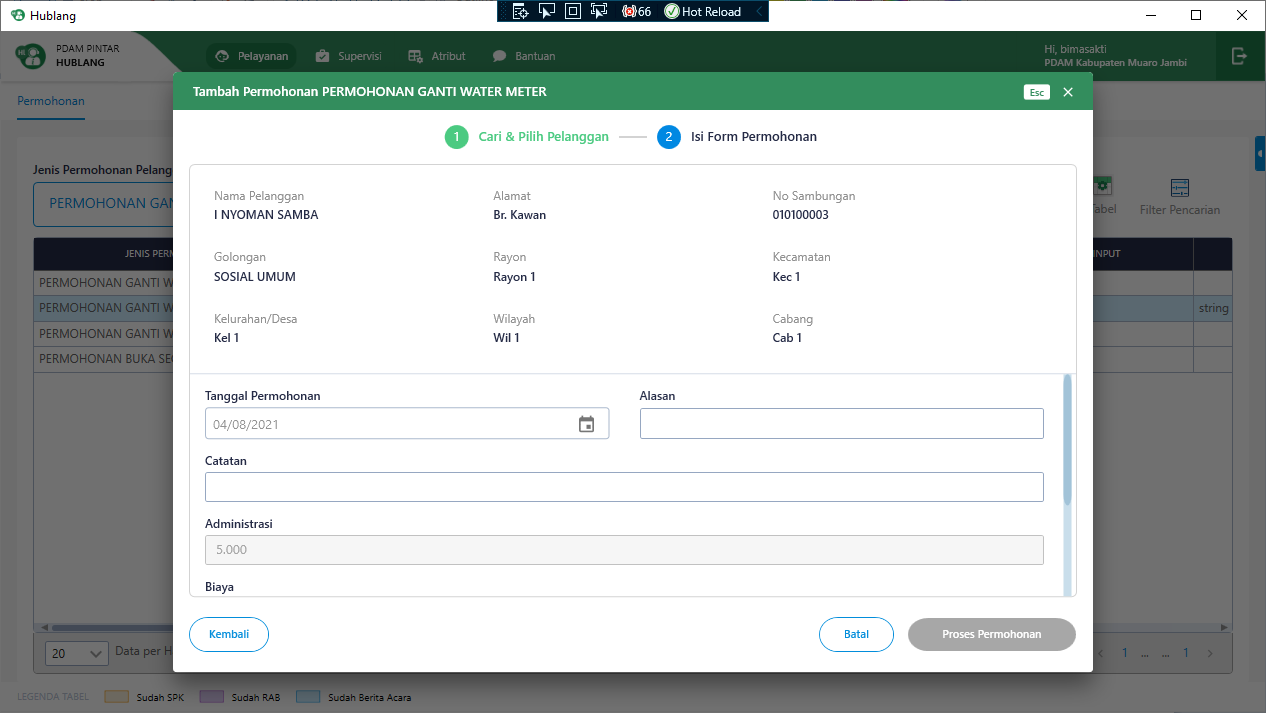 Hublang
66
Hot Reload
PDAM PINTAR
HUBLANG
Pelayanan
Supervisi
Atribut
Bantuan
Hi, bimasakti
PDAM Kabupaten Muaro Jambi
Permohonan
Tambah Permohonan PERMOHONAN GANTI WATER METER
Esc
1 Cari & Pilih Pelanggan
2 Isi Form Permohonan
Jenis Permohonan Pelang
PERMOHONAN GAN
Tabel
Filter Pencarian
JENIS PERM
INPUT
PERMOHONAN GANTI W
PERMOHONAN GANTI W
string
PERMOHONAN GANTI W
PERMOHONAN BUKA SE
Nama Pelanggan
I NYOMAN SAMBA
Alamat
Br. Kawan
No Sambungan
010100003
Golongan
SOSIAL UMUM
Rayon
Rayon 1
Kecamatan
Kec 1
Kelurahan/Desa
Kel 1
Wilayah
Wil 1
Cabang
Cab 1
Tanggal Permohonan
04/08/2021
Alasan
Catatan
Administrasi
5.000
Biaya
Kembali
Batal
Proses Permohonan
20
Data per H
1 ... ... 1
LEGENDA TABEL
Sudah SPK
Sudah RAB
Sudah Berita Acara